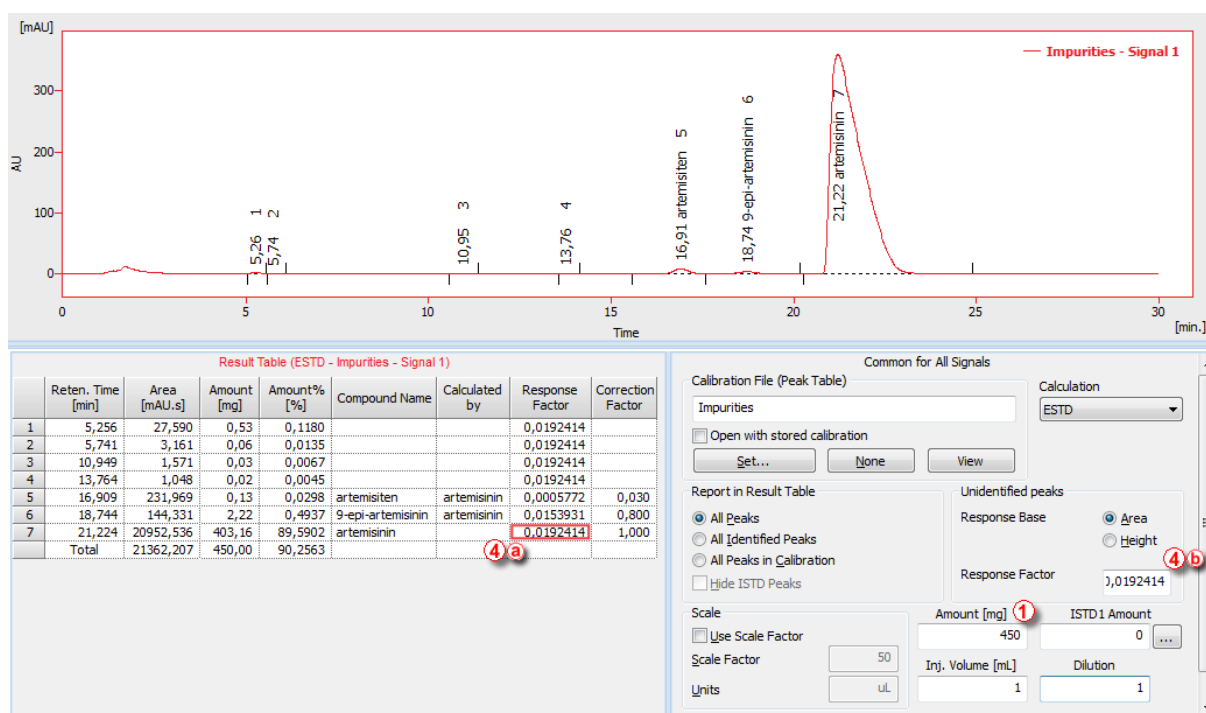 [mAU]
Impurities - Signal 1
300
200
100
0
AU
5,26 1
5,74 2
10,95 3
13,76 4
16,91 artemisiten 5
18,74 9-epi-artemisinin 6
21,22 artemisinin 7
0 5 10 15 20 25 30
Time
[min.]
Result Table (ESTD - Impurities - Signal 1)
Reten. Time [min] Area [mAU.s] Amount [mg] Amount% [%] Compound Name Calculated by Response Factor Correction Factor
1 5,256 27,590 0,53 0,1180 0,0192414
2 5,741 3,161 0,06 0,0135 0,0192414
3 10,949 1,571 0,03 0,0067 0,0192414
4 13,764 1,048 0,02 0,0045 0,0192414
5 16,909 231,969 0,13 0,0298 artemisiten artemisinin 0,0005772 0,030
6 18,744 144,331 2,22 0,4937 9-epi-artemisinin artemisinin 0,0153931 0,800
7 21,224 20952,536 403,16 89,5902 artemisinin 0,0192414 1,000
Total 21362,207 450,00 90,2563
4 a
Common for All Signals
Calibration File (Peak Table)
Impurities
Open with stored calibration
Set... None View
Calculation
ESTD
Report in Result Table
All Peaks
All Identified Peaks
All Peaks in Calibration
Hide ISTD Peaks
Unidentified peaks
Response Base Area
Height
4 b
Response Factor 0,0192414
Scale
Use Scale Factor
Scale Factor 50
Units uL
Amount [mg] 1 ISTD1 Amount
450 0 ...
Inj. Volume [mL] Dilution
1 1